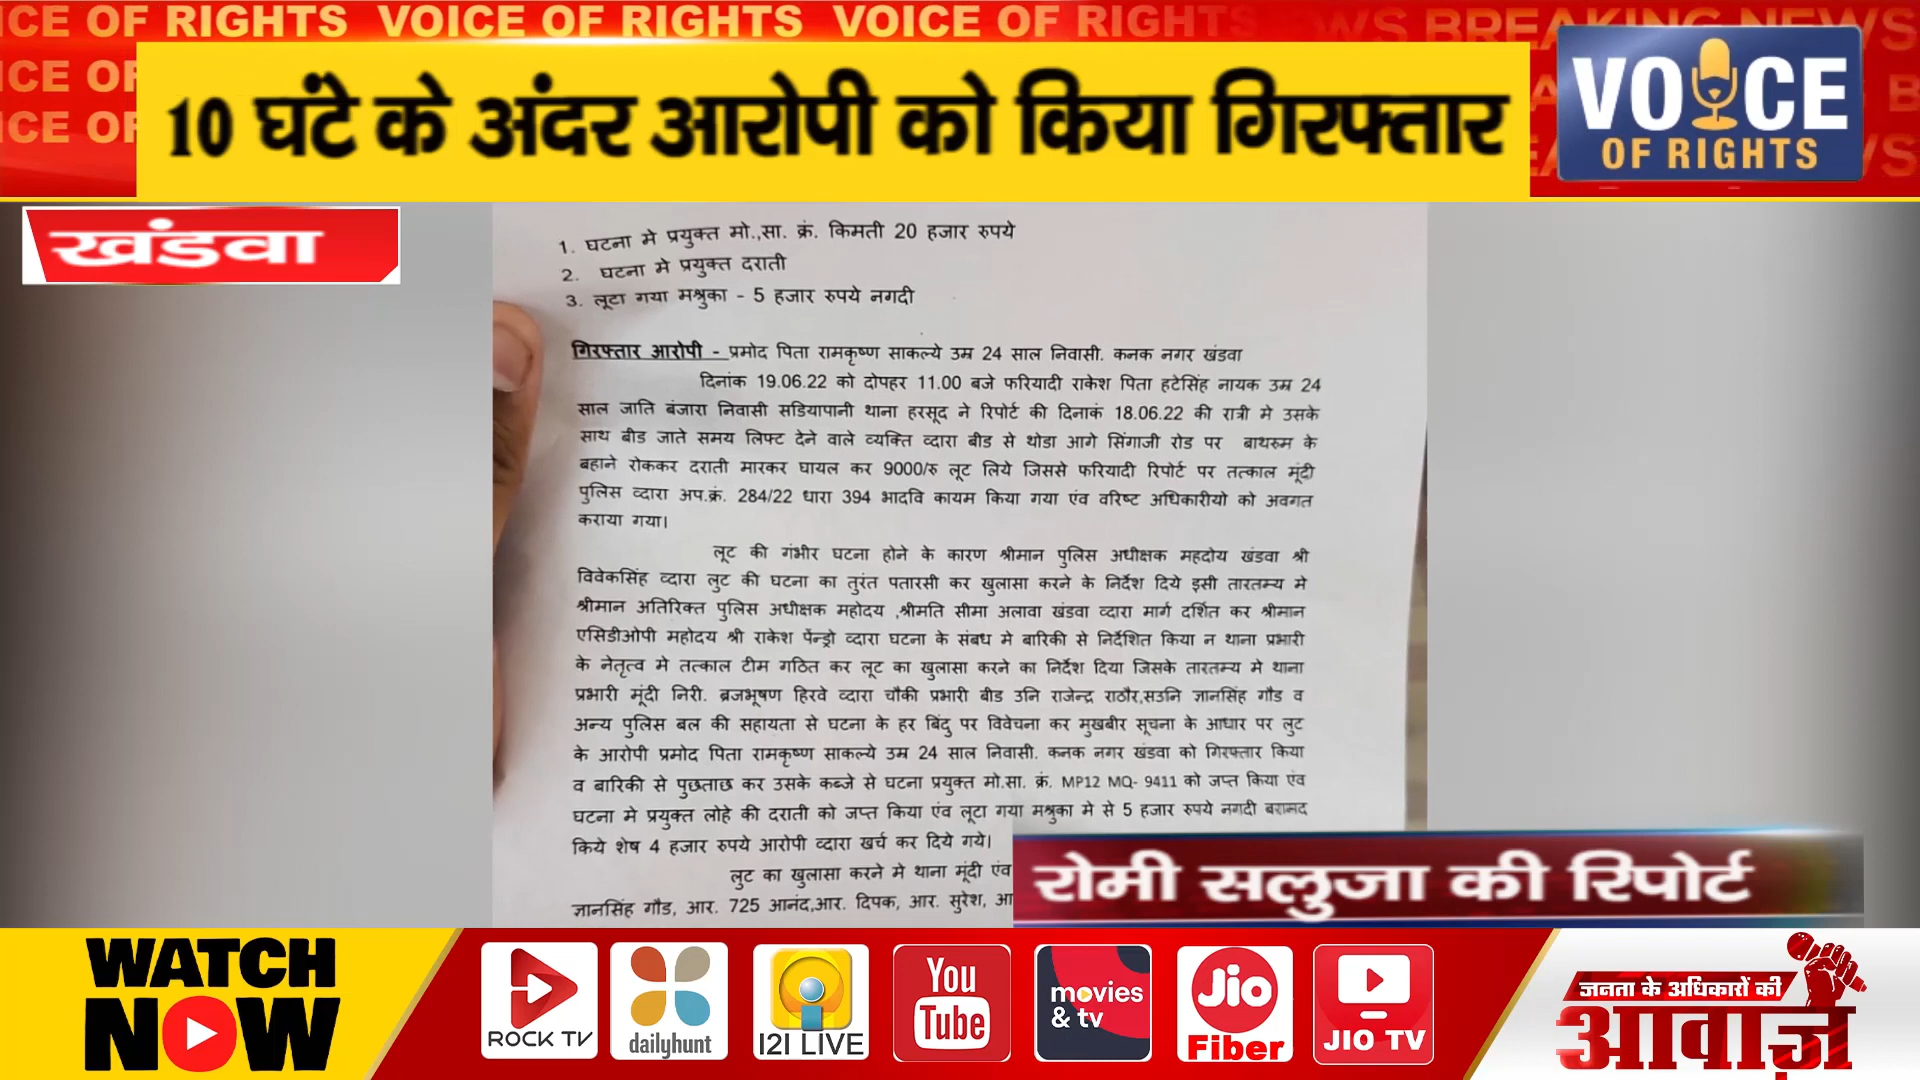 ICE OF RIGHTS VOICE OF RIGHTS VOICE OF RIGHTS
10 घंटे के अंदर आरोपी को किया गिरफ्तार
VOICE
OF RIGHTS
खंडवा
1. घटना मे प्रयुक्त मो.,सा. क्रं. किमती 20 हजार रुपये
2. घटना मे प्रयुक्त दराती
3. लूटा गया मश्रुका - 5 हजार रुपये नगदी
गिरफ्तार आरोपी - प्रमोद पिता रामकृष्ण साकल्ये उम्र 24 साल निवासी. कनक नगर खंडवा
दिनांक 19.06.22 को दोपहर 11.00 बजे फरियादी राकेश पिता हटेसिंह नायक उम्र 24
साल जाति बंजारा निवासी सडियापानी थाना हरसूद ने रिपोर्ट की दिनाकं 18.06.22 की रात्री मे उसके
साथ बीड जाते समय लिफ्ट देने वाले व्यक्ति व्दारा बीड से थोडा आगे सिंगाजी रोड पर बाथरुम के
बहाने रोककर दराती मारकर घायल कर 9000/रु लूट लिये जिससे फरियादी रिपोर्ट पर तत्काल मूंदी
पुलिस व्दारा अप.क्रं. 284/22 धारा 394 भादवि कायम किया गया एंव वरिष्ट अधिकारीयो को अवगत
कराया गया।
लूट की गंभीर घटना होने के कारण श्रीमान पुलिस अधीक्षक महदोय खंडवा श्री
विवेकसिंह व्दारा लुट की घटना का तुरंत पतारसी कर खुलासा करने के निर्देश दिये इसी तारतम्य मे
श्रीमान अतिरिक्त पुलिस अधीक्षक महोदय ,श्रीमति सीमा अलावा खंडवा व्दारा मार्ग दर्शित कर श्रीमान
एसिडीओपी महोदय श्री राकेश पेंन्ड्रो व्दारा घटना के संबध मे बारिकी से निर्देशित किया न थाना प्रभारी
के नेतृत्व मे तत्काल टीम गठित कर लूट का खुलासा करने का निर्देश दिया जिसके तारतम्य मे थाना
प्रभारी मूंदी निरी. ब्रजभूषण हिरवे व्दारा चौकी प्रभारी बीड उनि राजेन्द्र राठौर,सउनि ज्ञानसिंह गौड व
अन्य पुलिस बल की सहायता से घटना के हर बिंदु पर विवेचना कर मुखबीर सूचना के आधार पर लुट
के आरोपी प्रमोद पिता रामकृष्ण साकल्ये उम्र 24 साल निवासी. कनक नगर खंडवा को गिरफ्तार किया
व बारिकी से पुछताछ कर उसके कब्जे से घटना प्रयुक्त मो.सा. क्रं. MP12 MQ- 9411 को जप्त किया एंव
घटना मे प्रयुक्त लोहे की दराती को जप्त किया एंव लूटा गया मश्रुका मे से 5 हजार रुपये नगदी बरामद
किये शेष 4 हजार रुपये आरोपी व्दारा खर्च कर दिये गये।
लुट का खुलासा करने मे थाना मूंदी एंव
ज्ञानसिंह गौड, आर. 725 आनंद,आर. दिपक, आर. सुरेश, आ
रोमी सलुजा की रिपोर्ट
WATCH
NOW
ROCK TV
dailyhunt
I2I LIVE
You
Tube
movies
& tv
Jio
Fiber
JIO TV
जनता के अधिकारों की
आवाज़